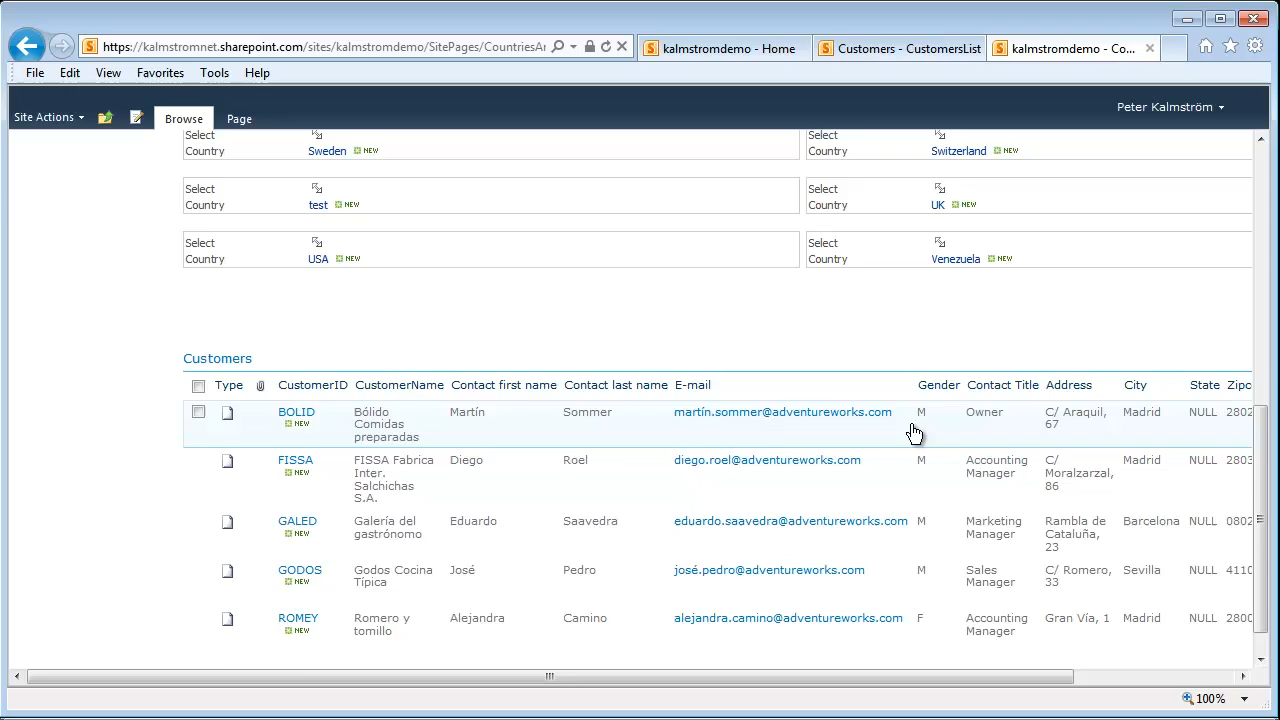 https://kalmstromnet.sharepoint.com/sites/kalmstromdemo/SitePages/CountriesAr
kalmstromdemo - Home
Customers - CustomersList
kalmstromdemo - Co...
File Edit View Favorites Tools Help
Site Actions
Browse
Page
Peter Kalmström
Select
Country Sweden NEW
Select
Country Switzerland NEW
Select
Country test NEW
Select
Country UK NEW
Select
Country USA NEW
Select
Country Venezuela NEW
Customers
Type CustomerID CustomerName Contact first name Contact last name E-mail Gender Contact Title Address City State Zipc
BOLID NEW Bólido Comidas preparadas Martín Sommer martín.sommer@adventureworks.com M Owner C/ Araquil, 67 Madrid NULL 2802
FISSA NEW FISSA Fabrica Inter. Salchichas S.A. Diego Roel diego.roel@adventureworks.com M Accounting Manager C/ Moralzarzal, 86 Madrid NULL 2803
GALED NEW Galería del gastrónomo Eduardo Saavedra eduardo.saavedra@adventureworks.com M Marketing Manager Rambla de Cataluña, 23 Barcelona NULL 0802
GODOS NEW Godos Cocina Típica José Pedro josé.pedro@adventureworks.com M Sales Manager C/ Romero, 33 Sevilla NULL 4110
ROMEY NEW Romero y tomillo Alejandra Camino alejandra.camino@adventureworks.com F Accounting Manager Gran Vía, 1 Madrid NULL 2800
100%